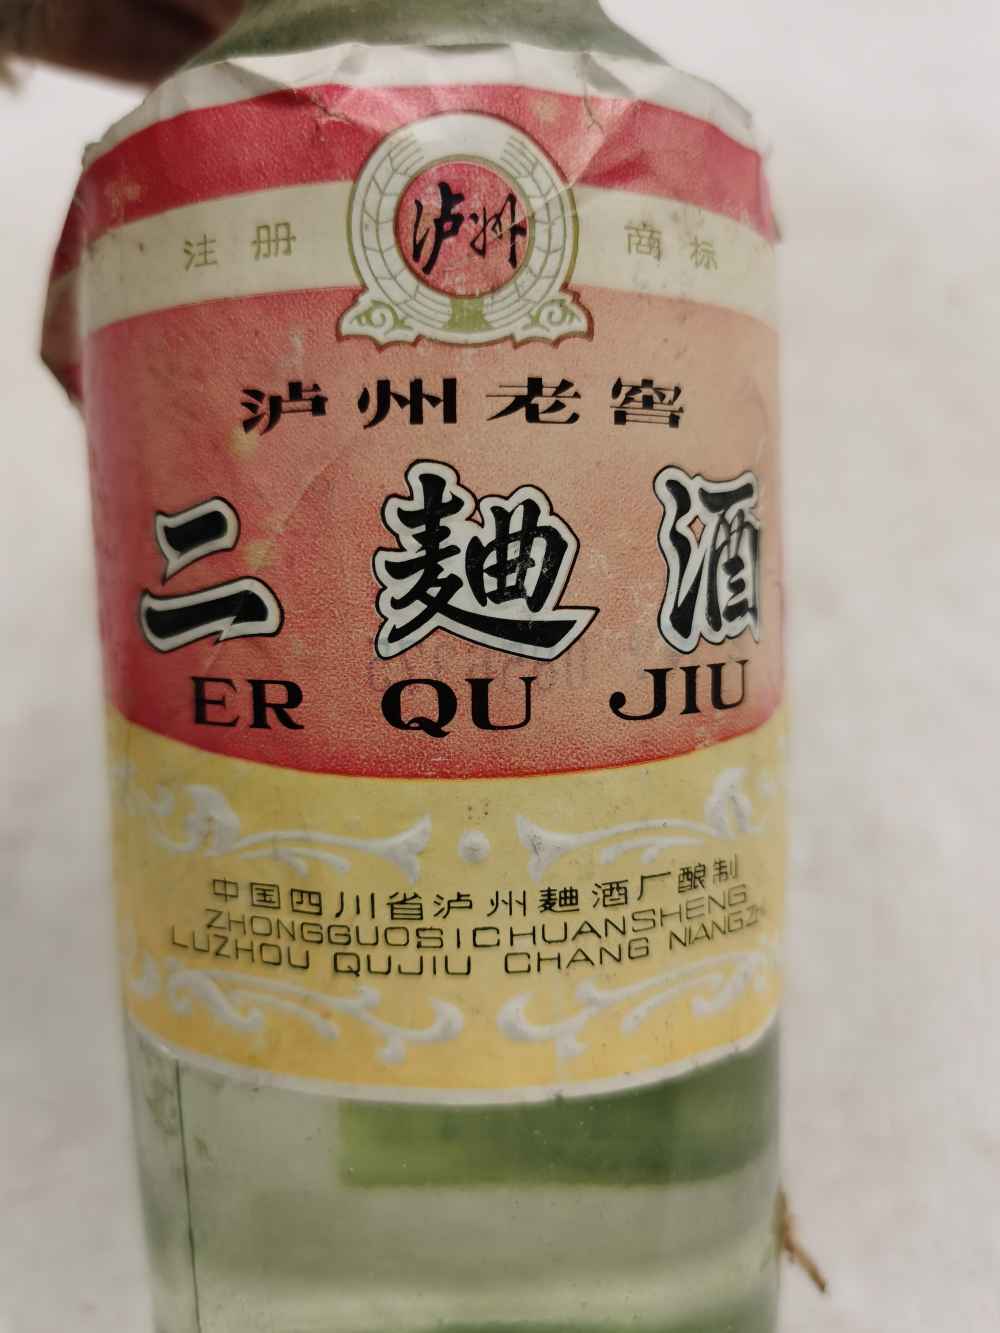 泸州
注册 商标
泸州老窖
二麯酒
ER QU JIU
中国四川省泸州麯酒厂酿制
ZHONGGUOSICHUANSHENG
LUZHOU QUJIU CHANG NIANGZHI